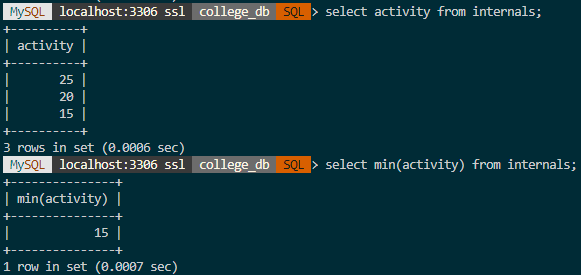 MySQL localhost:3306 ssl college_db SQL > select activity from internals;
+----------+
| activity |
+----------+
|       25 |
|       20 |
|       15 |
+----------+
3 rows in set (0.0006 sec)
MySQL localhost:3306 ssl college_db SQL > select min(activity) from internals;
+---------------+
| min(activity) |
+---------------+
|            15 |
+---------------+
1 row in set (0.0007 sec)